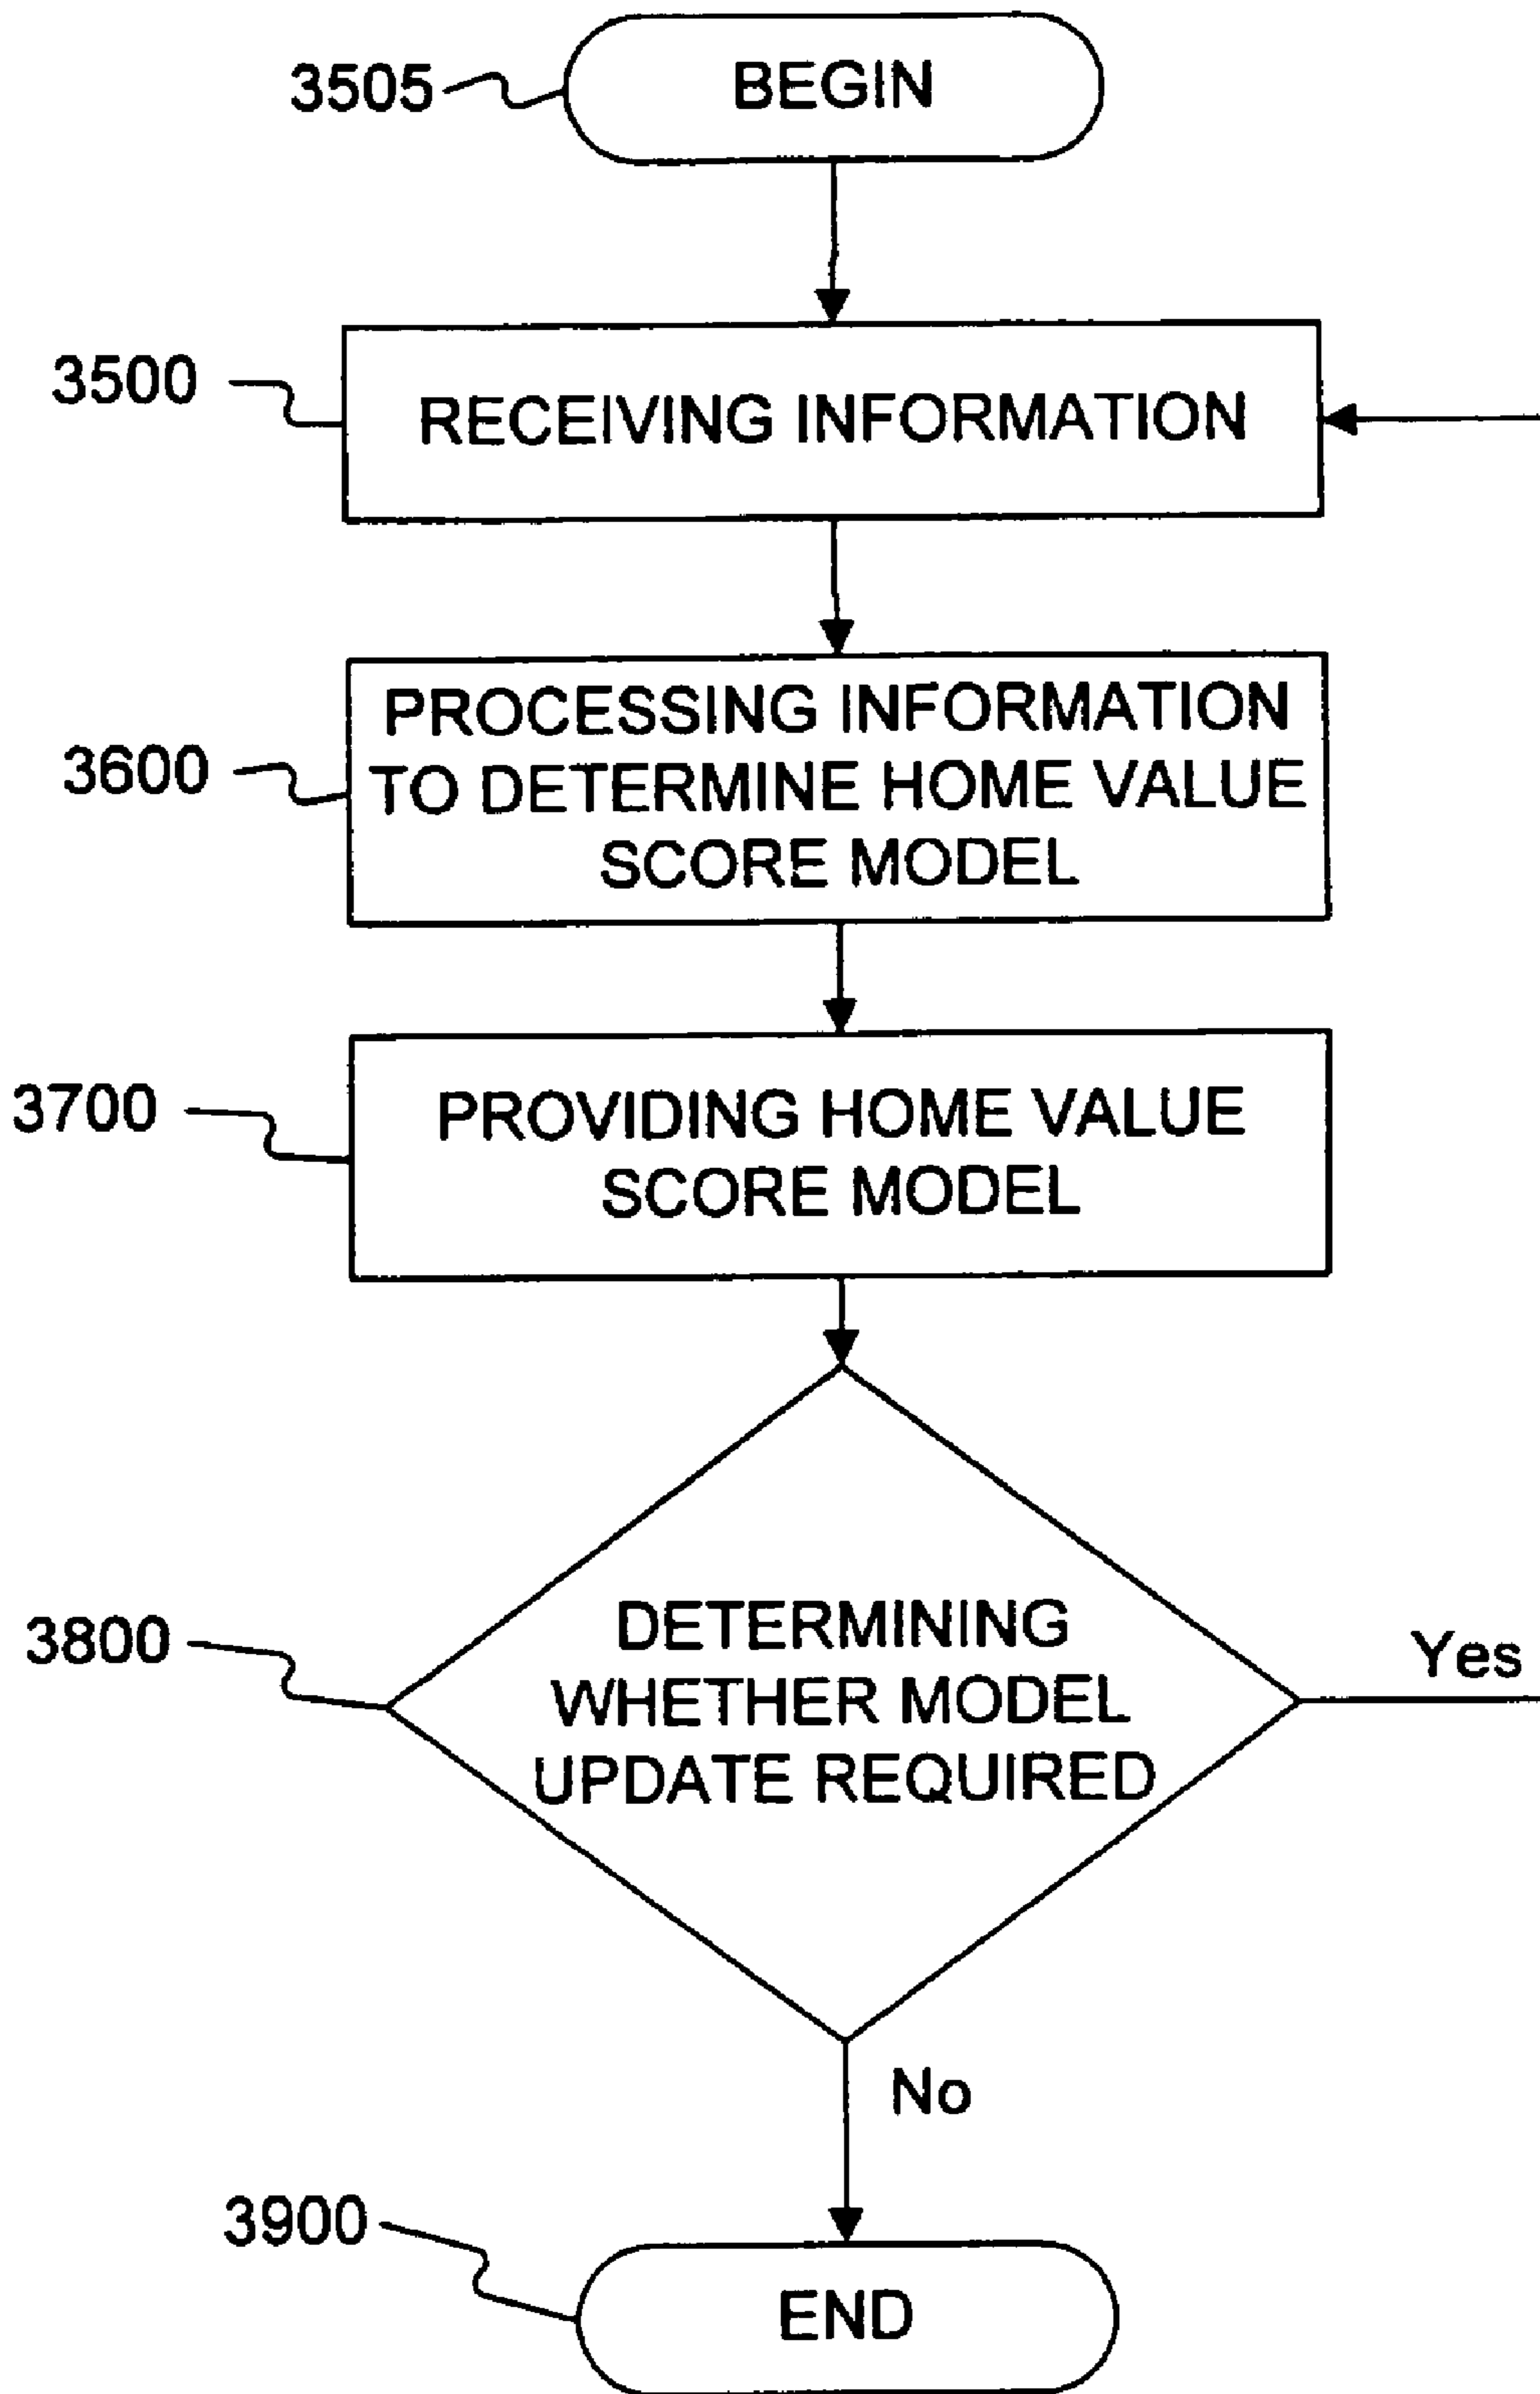 3505
BEGIN
3500
RECEIVING INFORMATION
3600
PROCESSING INFORMATION
TO DETERMINE HOME VALUE
SCORE MODEL
3700
PROVIDING HOME VALUE
SCORE MODEL
3800
DETERMINING
WHETHER MODEL
UPDATE REQUIRED
Yes
No
3900
END